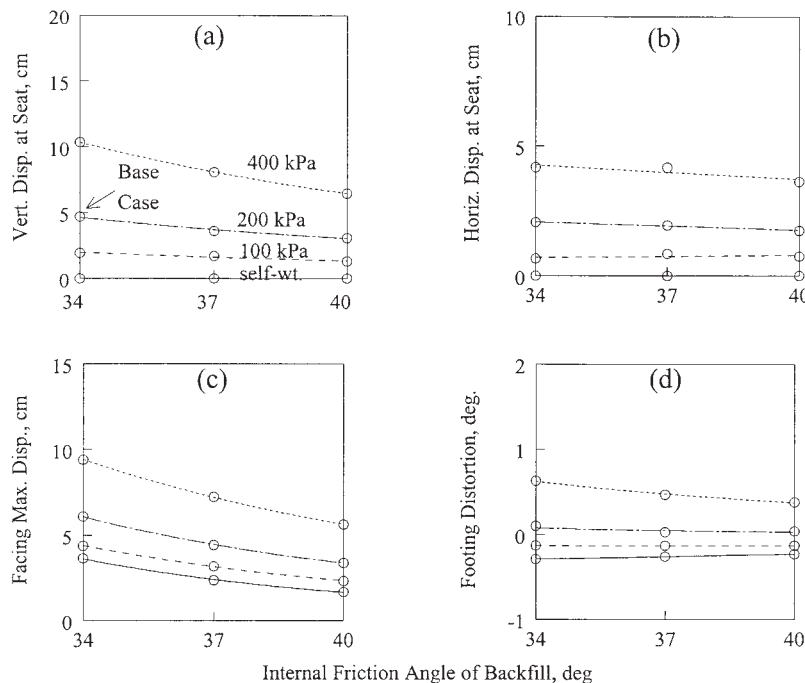 (a)
Vert. Disp. at Seat, cm
20
15
10
5
0
400 kPa
Base
Case
200 kPa
100 kPa
self-wt.
34 37 40
(b)
Horiz. Disp. at Seat, cm
10
5
0
34 37 40
(c)
Facing Max. Disp., cm
15
10
5
0
34 37 40
(d)
Footing Distortion, deg.
2
1
0
-1
34 37 40
Internal Friction Angle of Backfill, deg